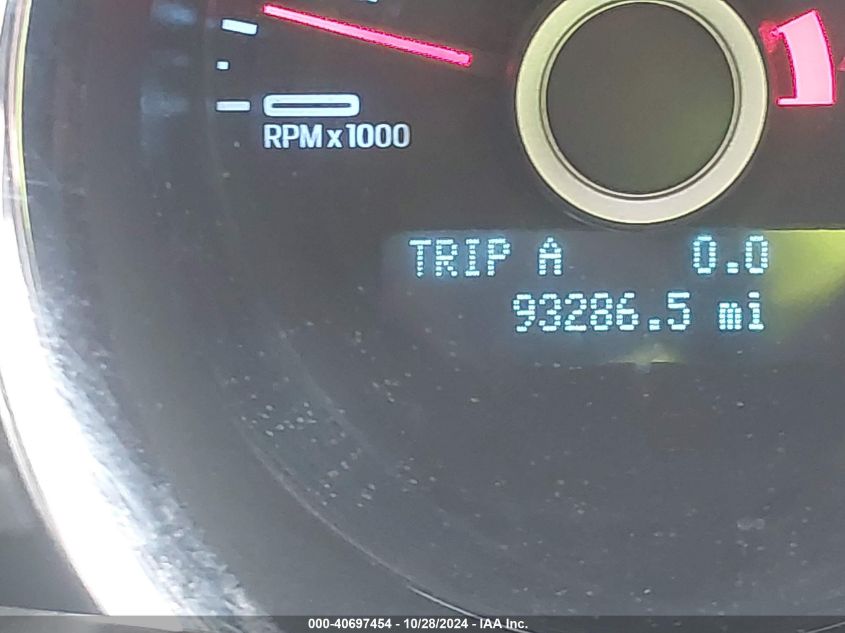 RPM x 1000
TRIP A 0.0
93286.5 mi
000-40697454 - 10/28/2024 - IAA Inc.